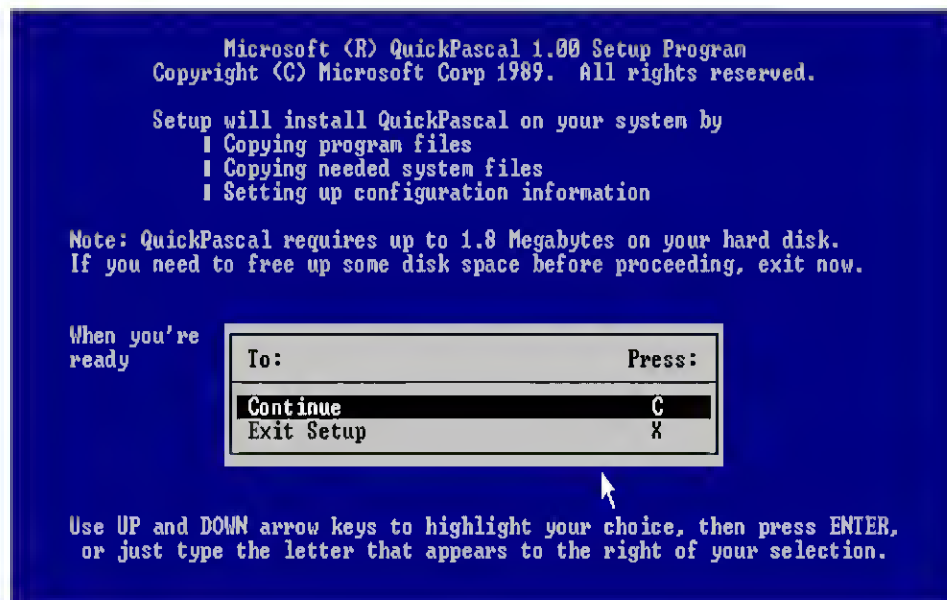 Microsoft (R) QuickPascal 1.00 Setup Program
Copyright (C) Microsoft Corp 1989.  All rights reserved.
Setup will install QuickPascal on your system by
Copying program files
Copying needed system files
Setting up configuration information
Note: QuickPascal requires up to 1.8 Megabytes on your hard disk.
If you need to free up some disk space before proceeding, exit now.
When you're
ready
To: Press:
Continue C
Exit Setup X
Use UP and DOWN arrow keys to highlight your choice, then press ENTER,
or just type the letter that appears to the right of your selection.